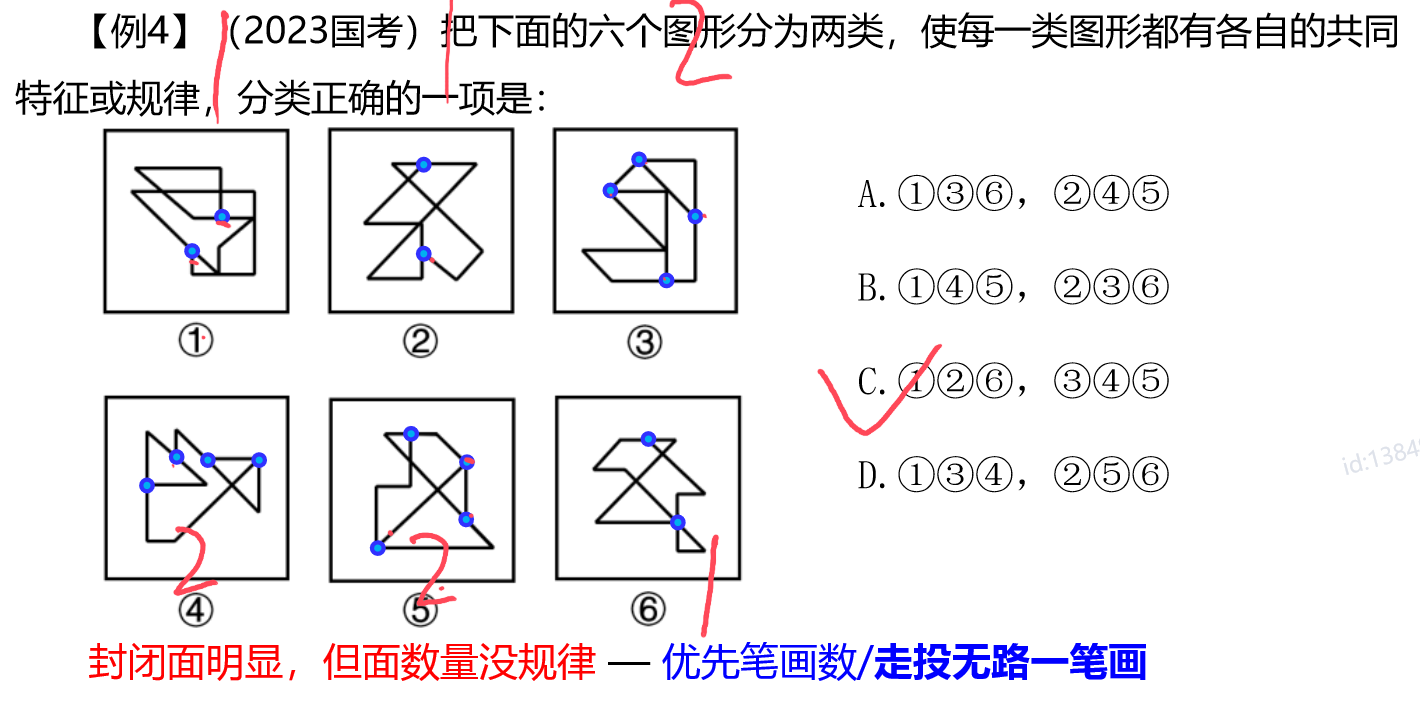 【例4】（2023国考）把下面的六个图形分为两类，使每一类图形都有各自的共同
特征或规律，分类正确的一项是：
1 1 2
A.①③⑥，②④⑤
B.①④⑤，②③⑥
C.①②⑥，③④⑤
D.①③④，②⑤⑥
① ② ③
2 2 1
④ ⑤ ⑥
id:1384
封闭面明显，但面数量没规律 — 优先笔画数/走投无路一笔画